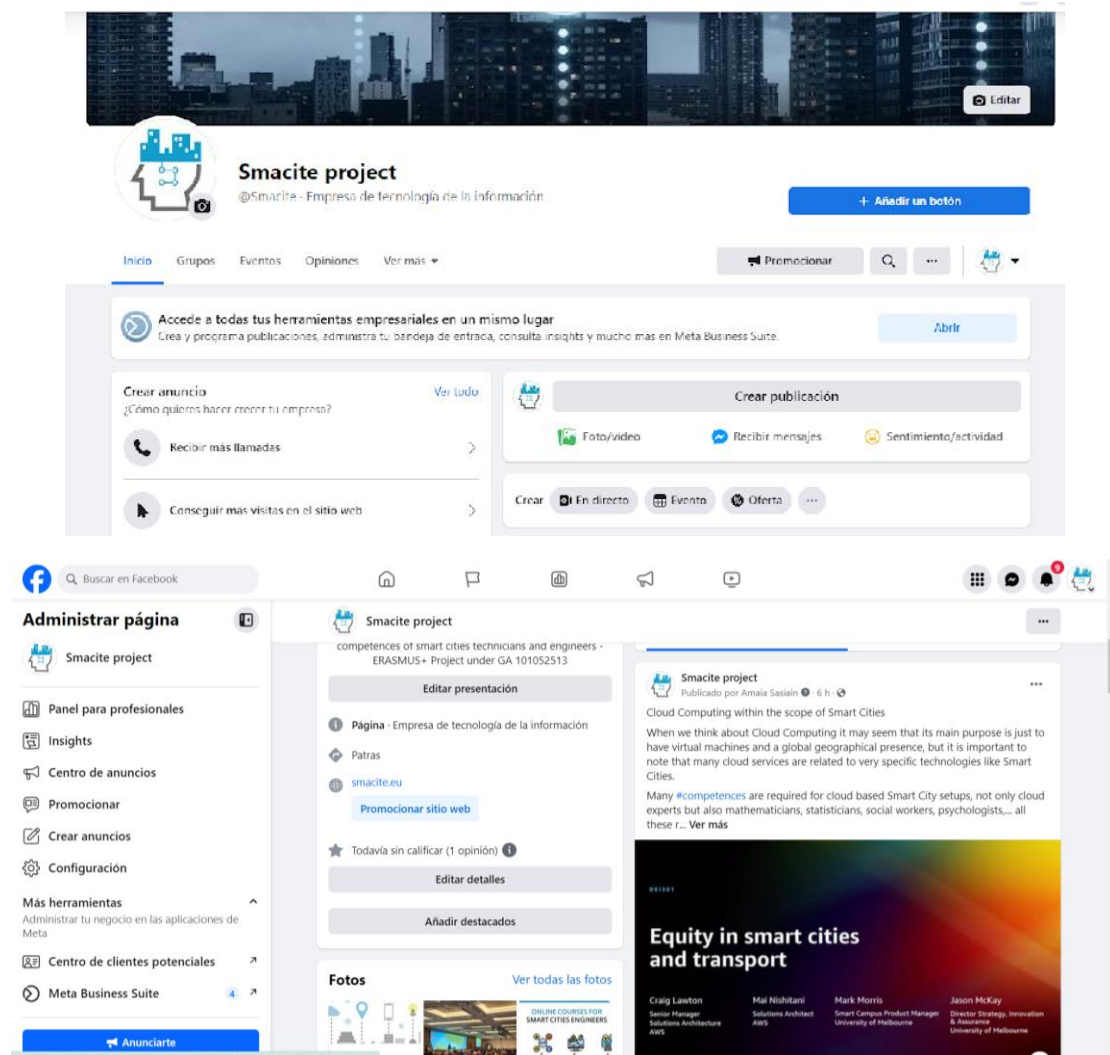 Editar
Smacite project
@Smacite · Empresa de tecnología de la información
+ Añadir un botón
Inicio
Grupos
Eventos
Opiniones
Ver más
Promocionar
Accede a todas tus herramientas empresariales en un mismo lugar
Crea y programa publicaciones, administra tu bandeja de entrada, consulta insights y mucho más en Meta Business Suite.
Abrir
Crear anuncio
Ver todo
¿Cómo quieres hacer crecer tu empresa?
Recibir más llamadas
Conseguir más visitas en el sitio web
Crear publicación
Foto/video
Recibir mensajes
Sentimiento/actividad
Crear
En directo
Evento
Oferta
Buscar en Facebook
9
Administrar página
Smacite project
Panel para profesionales
Insights
Centro de anuncios
Promocionar
Crear anuncios
Configuración
Más herramientas
Administrar tu negocio en las aplicaciones de
Meta
Centro de clientes potenciales
Meta Business Suite
4
Anunciarte
Smacite project
competences of smart cities technicians and engineers -
ERASMUS+ Project under GA 101052513
Editar presentación
Página · Empresa de tecnología de la información
Patras
smacite.eu
Promocionar sitio web
Todavía sin calificar (1 opinión)
Editar detalles
Añadir destacados
Fotos
Ver todas las fotos
ONLINE COURSES FOR
SMART CITIES ENGINEERS
Smacite project
Publicado por Amaia Sasiain · 6 h ·
Cloud Computing within the scope of Smart Cities
When we think about Cloud Computing it may seem that its main purpose is just to
have virtual machines and a global geographical presence, but it is important to
note that many cloud services are related to very specific technologies like Smart
Cities.
Many #competences are required for cloud based Smart City setups, not only cloud
experts but also mathematicians, statisticians, social workers, psychologists,... all
these r... Ver más
Equity in smart cities
and transport
Craig Lawton
Senior Manager
Solutions Architecture
AWS
Mai Nishitani
Solutions Architect
AWS
Mark Morris
Smart Campus Product Manager
University of Melbourne
Jason McKay
Director Strategy, Innovation
& Assurance
University of Melbourne